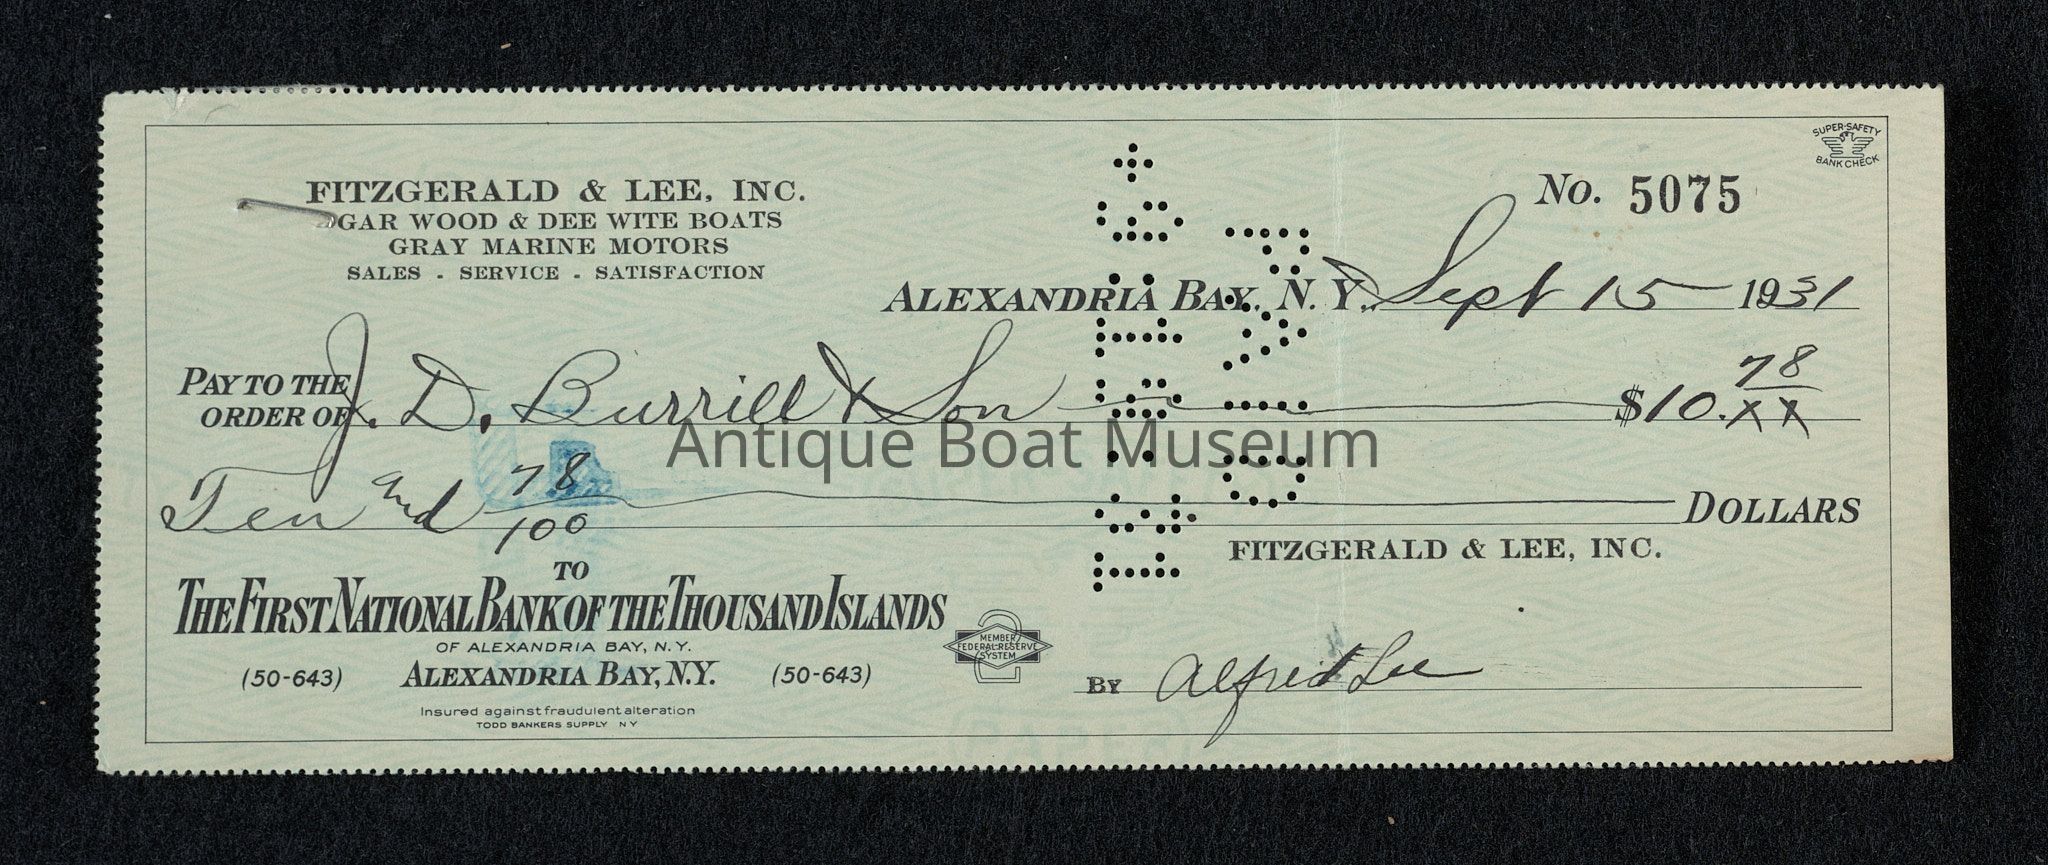 SUPER-SAFETY
BANK CHECK
FITZGERALD & LEE, INC.
GAR WOOD & DEE WITE BOATS
GRAY MARINE MOTORS
SALES - SERVICE - SATISFACTION
No. 5075
ALEXANDRIA BAY, N. Y. Sept 15 1931
PAY TO THE
ORDER OF J. D. Burrill & Son $10. 78/xx
Antique Boat Museum
Ten and 78/100 DOLLARS
PAID
FITZGERALD & LEE, INC.
TO
THE FIRST NATIONAL BANK OF THE THOUSAND ISLANDS
OF ALEXANDRIA BAY, N.Y.
(50-643) ALEXANDRIA BAY, N.Y. (50-643)
MEMBER
FEDERAL RESERVE
SYSTEM
2
BY Alfred Lee
Insured against fraudulent alteration
TODD BANKERS SUPPLY NY